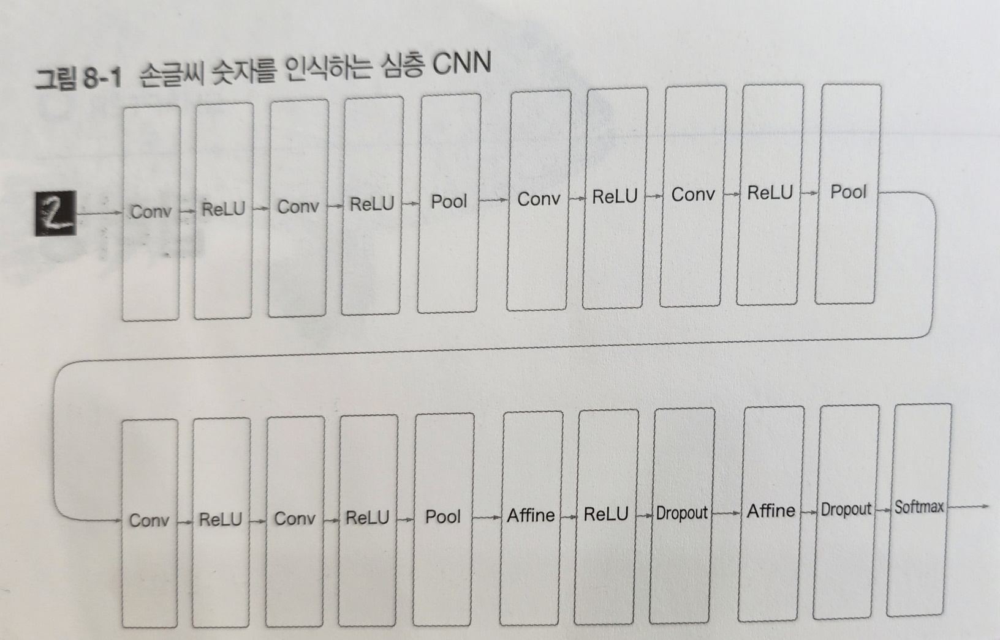 그림 8-1 손글씨 숫자를 인식하는 심층 CNN
2 Conv ReLU Conv ReLU Pool Conv ReLU Conv ReLU Pool
Conv ReLU Conv ReLU Pool Affine ReLU Dropout Affine Dropout Softmax